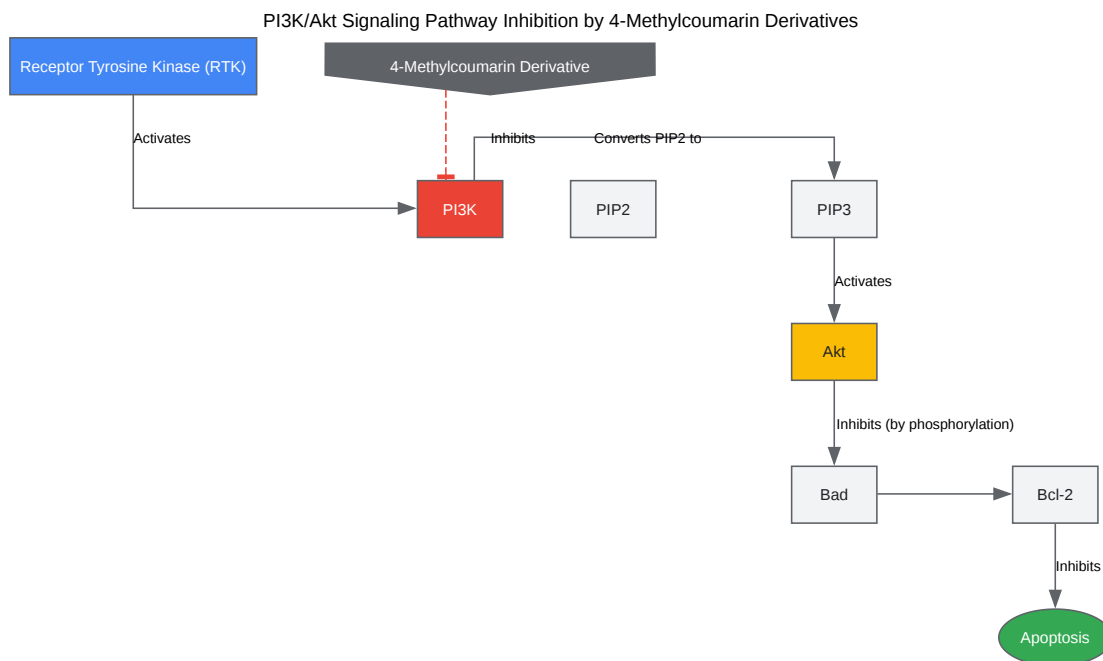 PI3K/Akt Signaling Pathway Inhibition by 4-Methylcoumarin Derivatives
Receptor Tyrosine Kinase (RTK)
4-Methylcoumarin Derivative
Activates
Inhibits
Converts PIP2 to
PI3K
PIP2
PIP3
Activates
Akt
Inhibits (by phosphorylation)
Bad
Bcl-2
Inhibits
Apoptosis